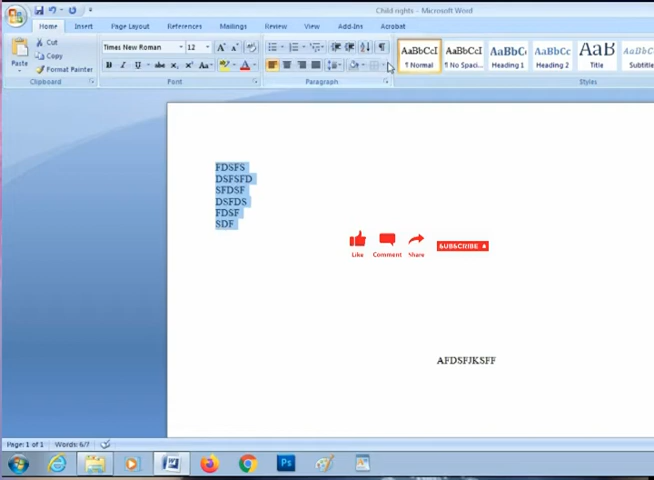 Child rights - Microsoft Word
Home Insert Page Layout References Mailings Review View Add-Ins Acrobat
Paste
Cut
Copy
Format Painter
Times New Roman 12
AaBbCcI AaBbCcI AaBbC AaBbCc AaB
¶ Normal ¶ No Spaci... Heading 1 Heading 2 Title Subtitle
Clipboard Font Paragraph Styles
FDSFS
DSFSFD
SFDSF
DSFDS
FDSF
SDF
Like Comment Share SUBSCRIBE
AFDSFJKSFF
Page: 1 of 1 Words: 6/7
Ps